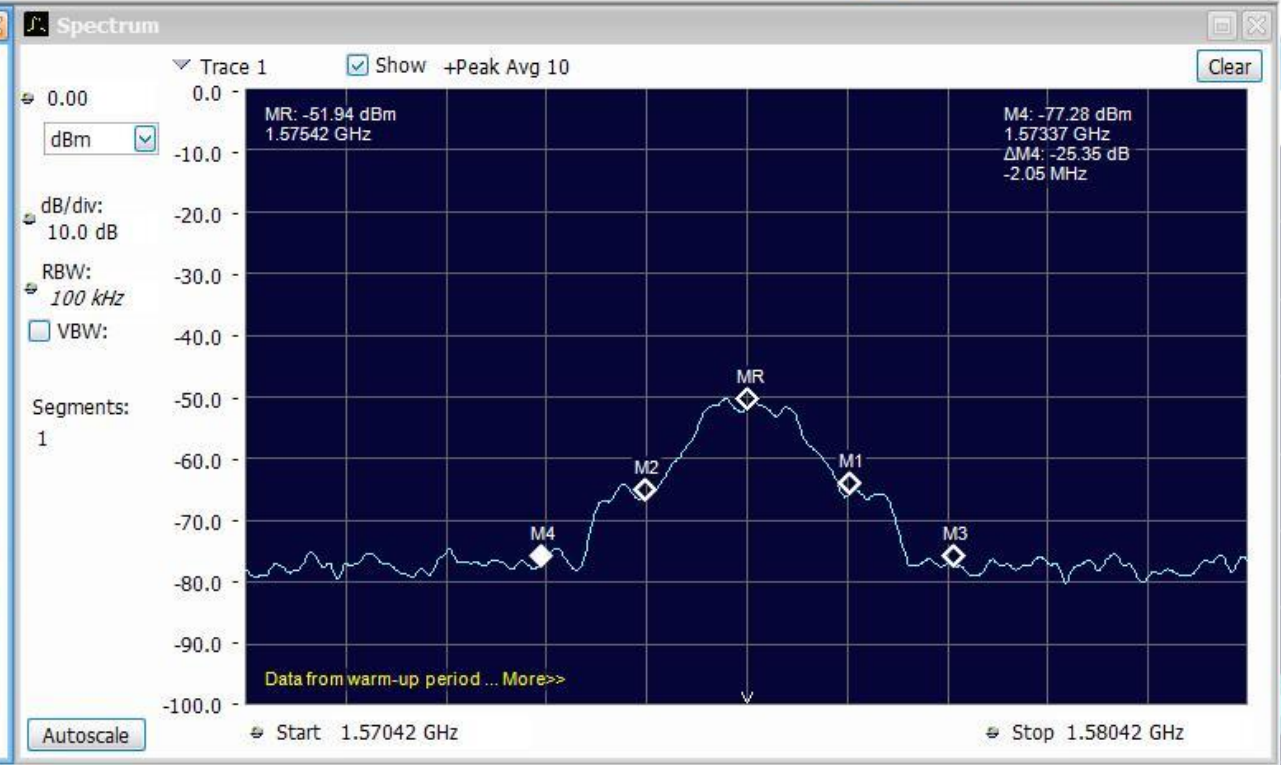 Spectrum
Trace 1 Show +Peak Avg 10 Clear
0.00
dBm
dB/div:
10.0 dB
RBW:
100 kHz
VBW:
Segments:
1
Autoscale
0.0 -
-10.0 -
-20.0 -
-30.0 -
-40.0 -
-50.0 -
-60.0 -
-70.0 -
-80.0 -
-90.0 -
-100.0 -
MR: -51.94 dBm
1.57542 GHz
M4: -77.28 dBm
1.57337 GHz
ΔM4: -25.35 dB
-2.05 MHz
MR
M2
M1
M4
M3
Data from warm-up period ... More>>
Start 1.57042 GHz
Stop 1.58042 GHz